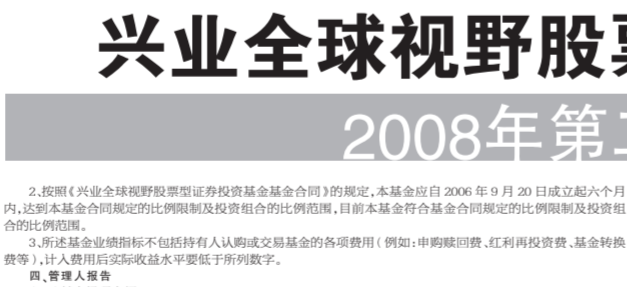 兴业全球视野股
2008年第
2、按照《兴业全球视野股票型证券投资基金基金合同》的规定,本基金应自2006年9月20日成立起六个月
内,达到本基金合同规定的比例限制及投资组合的比例范围,目前本基金符合基金合同规定的比例限制及投资组
合的比例范围。
3、所述基金业绩指标不包括持有人认购或交易基金的各项费用(例如:申购赎回费、红利再投资费、基金转换
费等),计入费用后实际收益水平要低于所列数字。
四、管理人报告